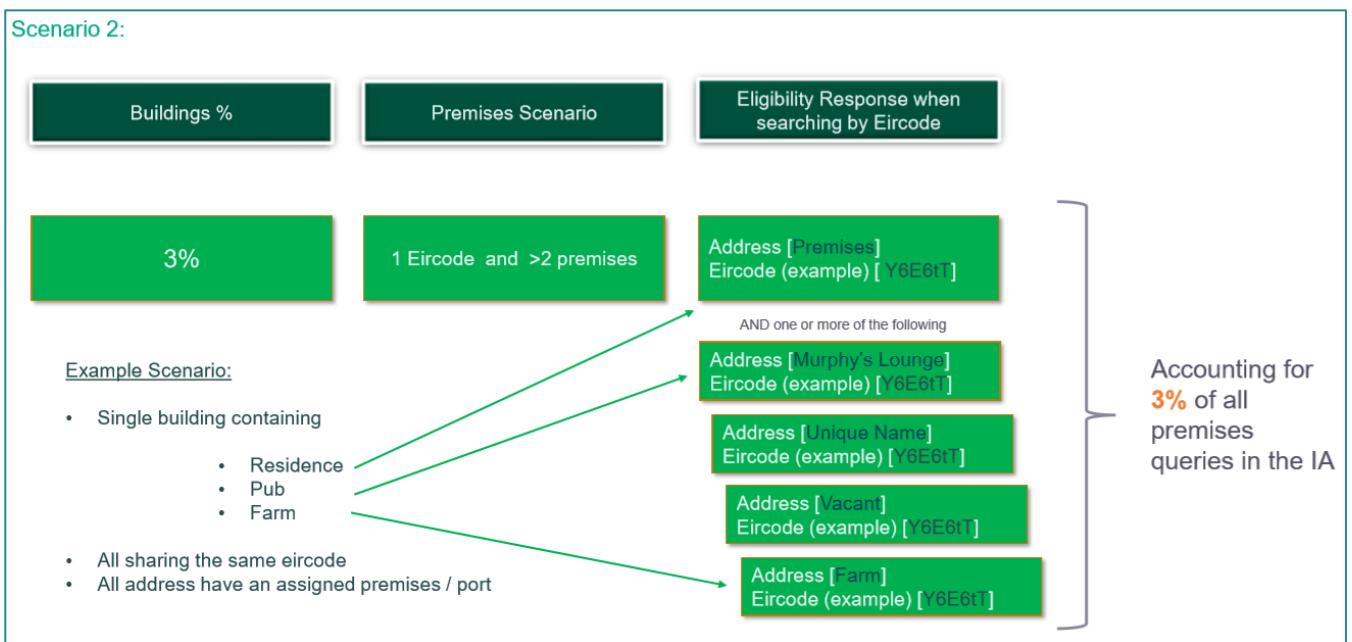 Scenario 2:
Buildings %
Premises Scenario
Eligibility Response when
searching by Eircode
3%
1 Eircode and >2 premises
Address [Premises]
Eircode (example) [ Y6E6tT]
AND one or more of the following
Address [Murphy's Lounge]
Eircode (example) [Y6E6tT]
Address [Unique Name]
Eircode (example) [Y6E6tT]
Address [Vacant]
Eircode (example) [Y6E6tT]
Address [Farm]
Eircode (example) [Y6E6tT]
Example Scenario:
• Single building containing
• Residence
• Pub
• Farm
• All sharing the same eircode
• All address have an assigned premises / port
Accounting for
3% of all
premises
queries in the IA